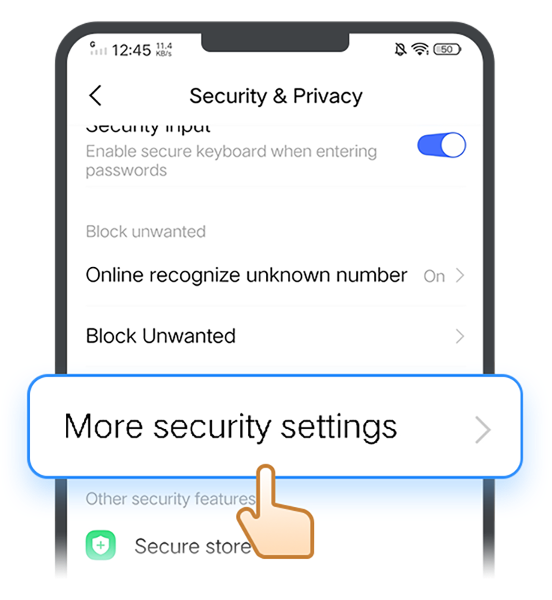 G 12:45 11.4 KB/s 50
Security & Privacy
Security input
Enable secure keyboard when entering
passwords
Block unwanted
Online recognize unknown number On
Block Unwanted
More security settings
Other security features
Secure store